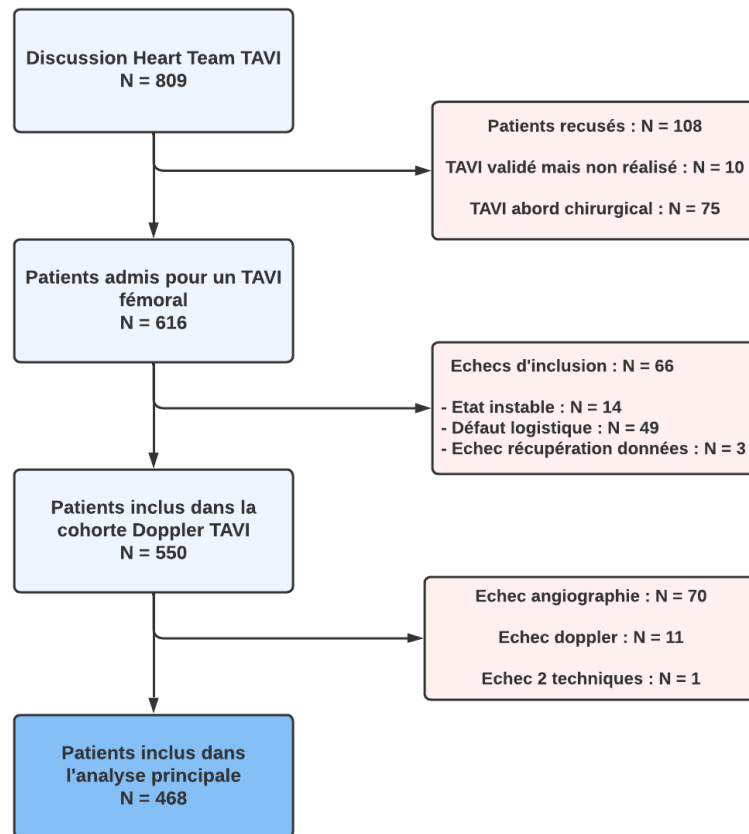 Discussion Heart Team TAVI
N = 809
Patients recusés : N = 108
TAVI validé mais non réalisé : N = 10
TAVI abord chirurgical : N = 75
Patients admis pour un TAVI
fémoral
N = 616
Echecs d'inclusion : N = 66
- Etat instable : N = 14
- Défaut logistique : N = 49
- Echec récupération données : N = 3
Patients inclus dans la
cohorte Doppler TAVI
N = 550
Echec angiographie : N = 70
Echec doppler : N = 11
Echec 2 techniques : N = 1
Patients inclus dans
l'analyse principale
N = 468